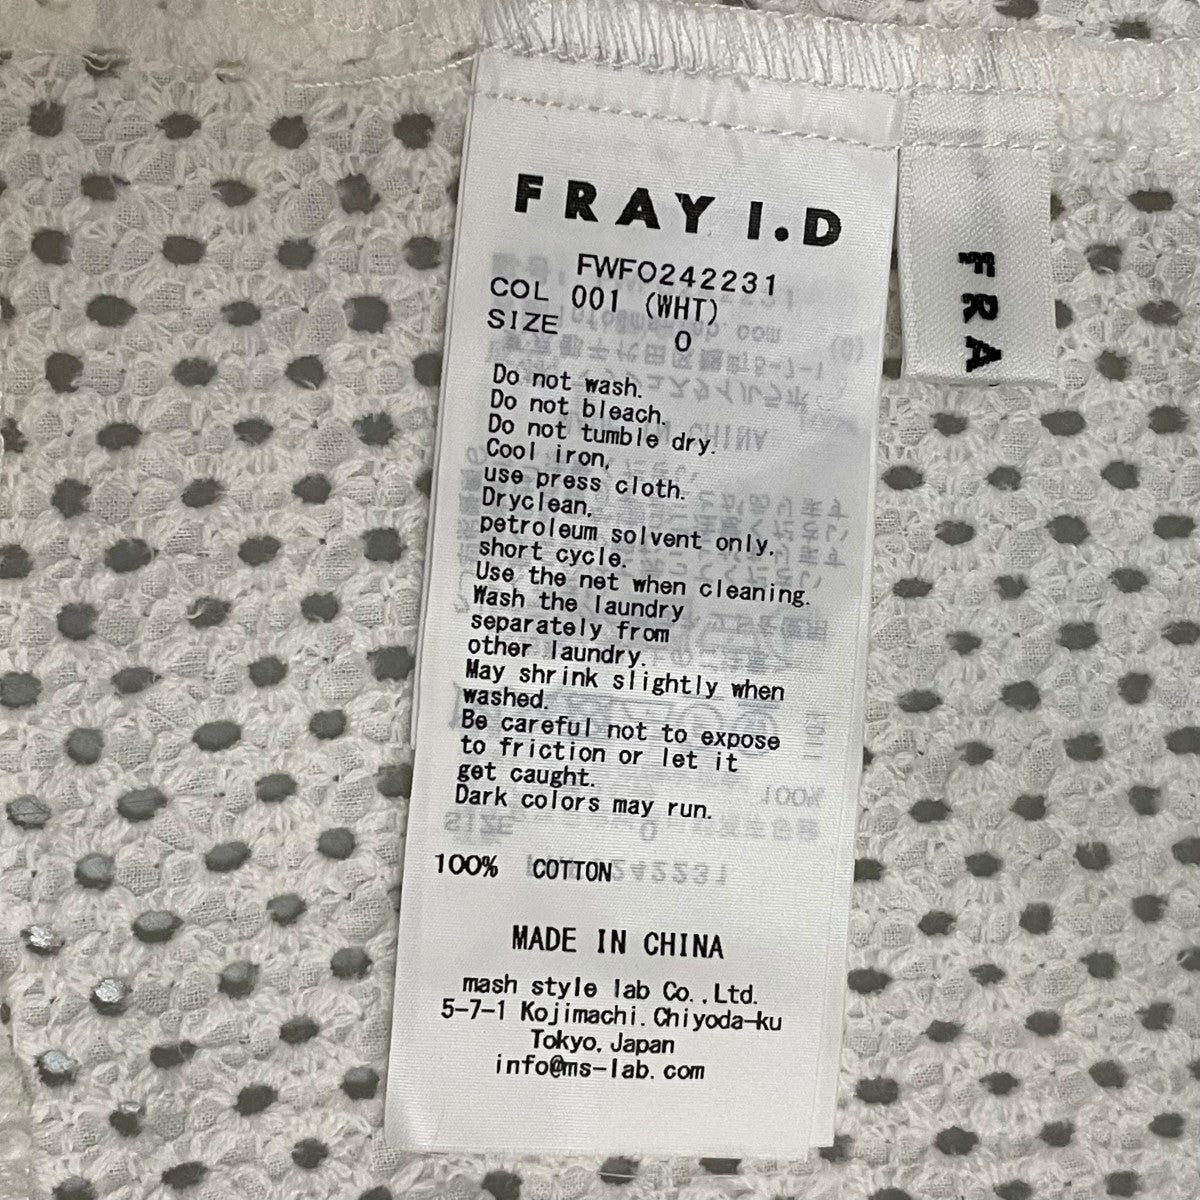 FRAY I.D
FWFO242231
COL 001 (WHT)
SIZE 0
Do not wash.
Do not bleach.
Do not tumble dry.
Cool iron,
use press cloth.
Dryclean,
petroleum solvent only,
short cycle.
Use the net when cleaning.
Wash the laundry
separately from
other laundry.
May shrink slightly when
washed.
Be careful not to expose
to friction or let it
get caught.
Dark colors may run.
100% COTTON
MADE IN CHINA
mash style lab Co.,Ltd.
5-7-1 Kojimachi, Chiyoda-ku
Tokyo, Japan
info@ms-lab.com
FRA